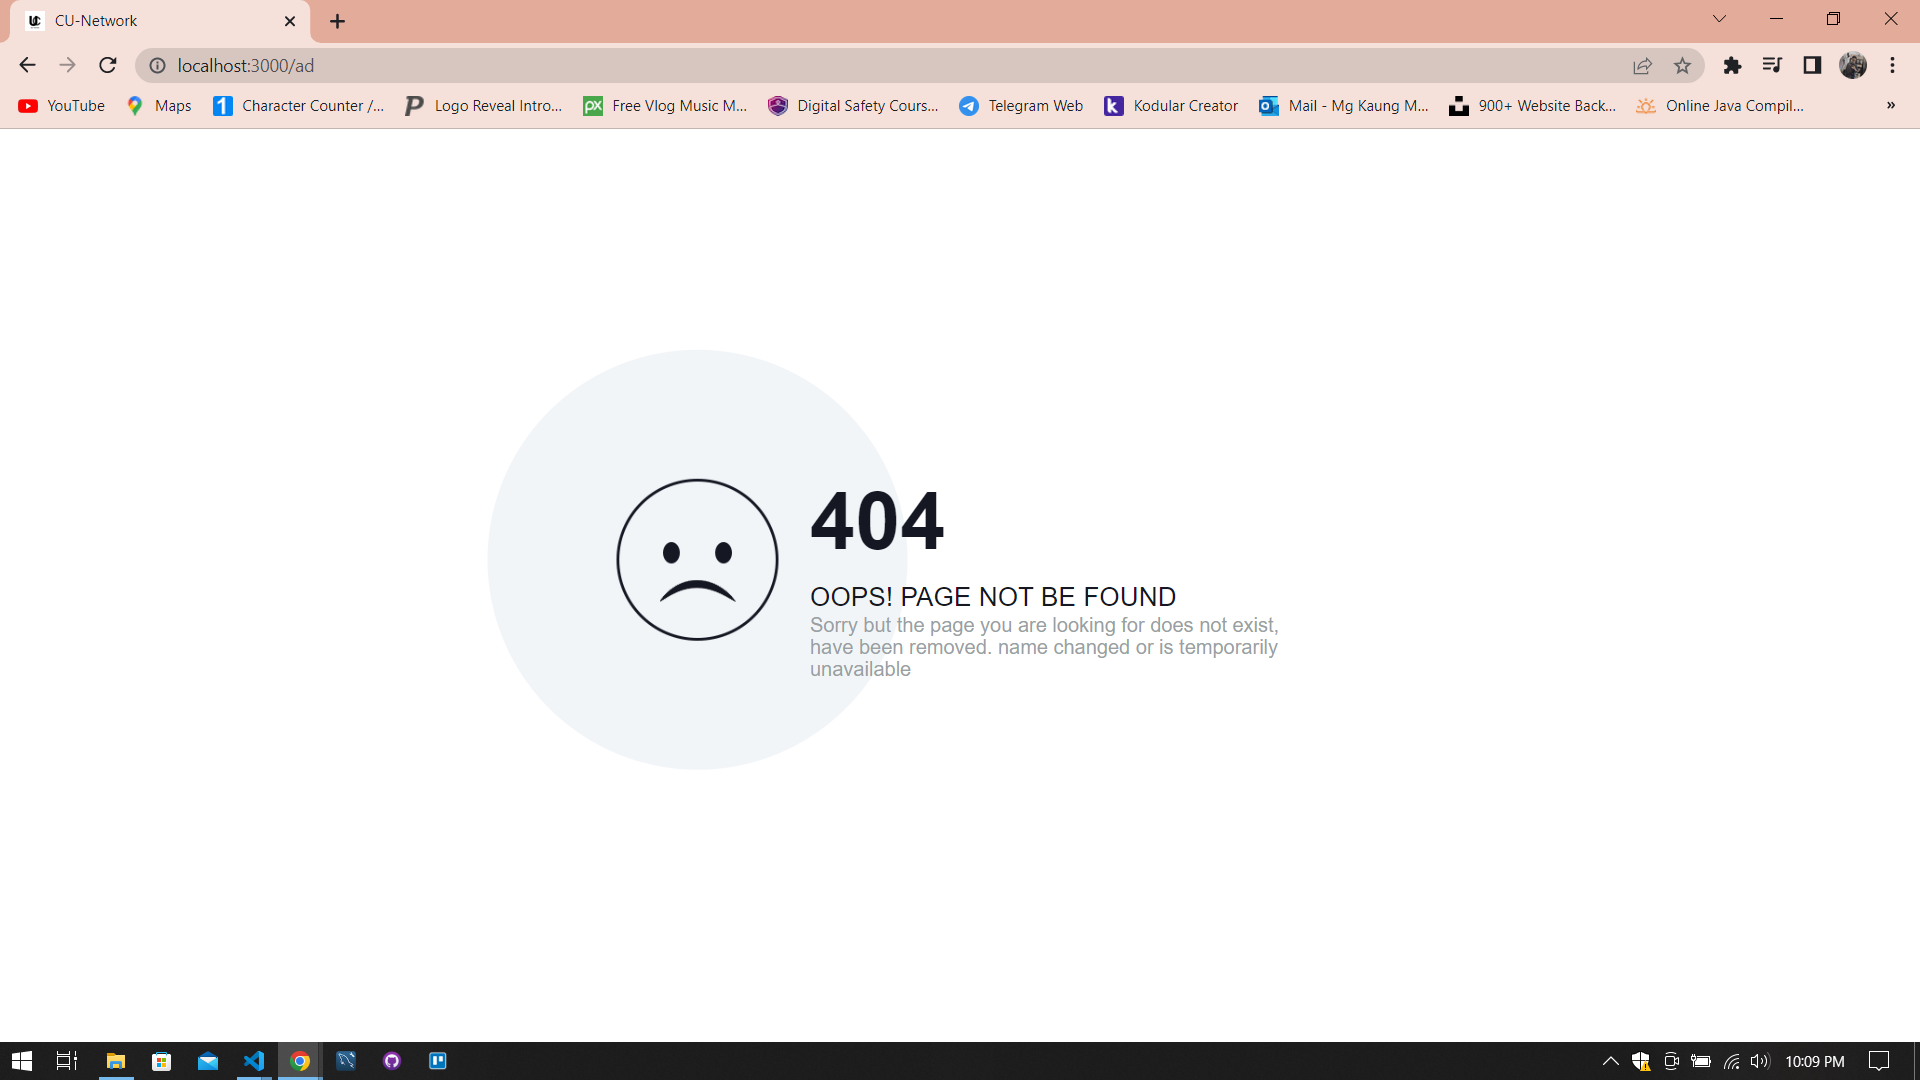 CU-Network
localhost:3000/ad
YouTube
Maps
Character Counter /...
Logo Reveal Intro...
Free Vlog Music M...
Digital Safety Cours...
Telegram Web
Kodular Creator
Mail - Mg Kaung M...
900+ Website Back...
Online Java Compil...
404
OOPS! PAGE NOT BE FOUND
Sorry but the page you are looking for does not exist,
have been removed. name changed or is temporarily
unavailable
10:09 PM